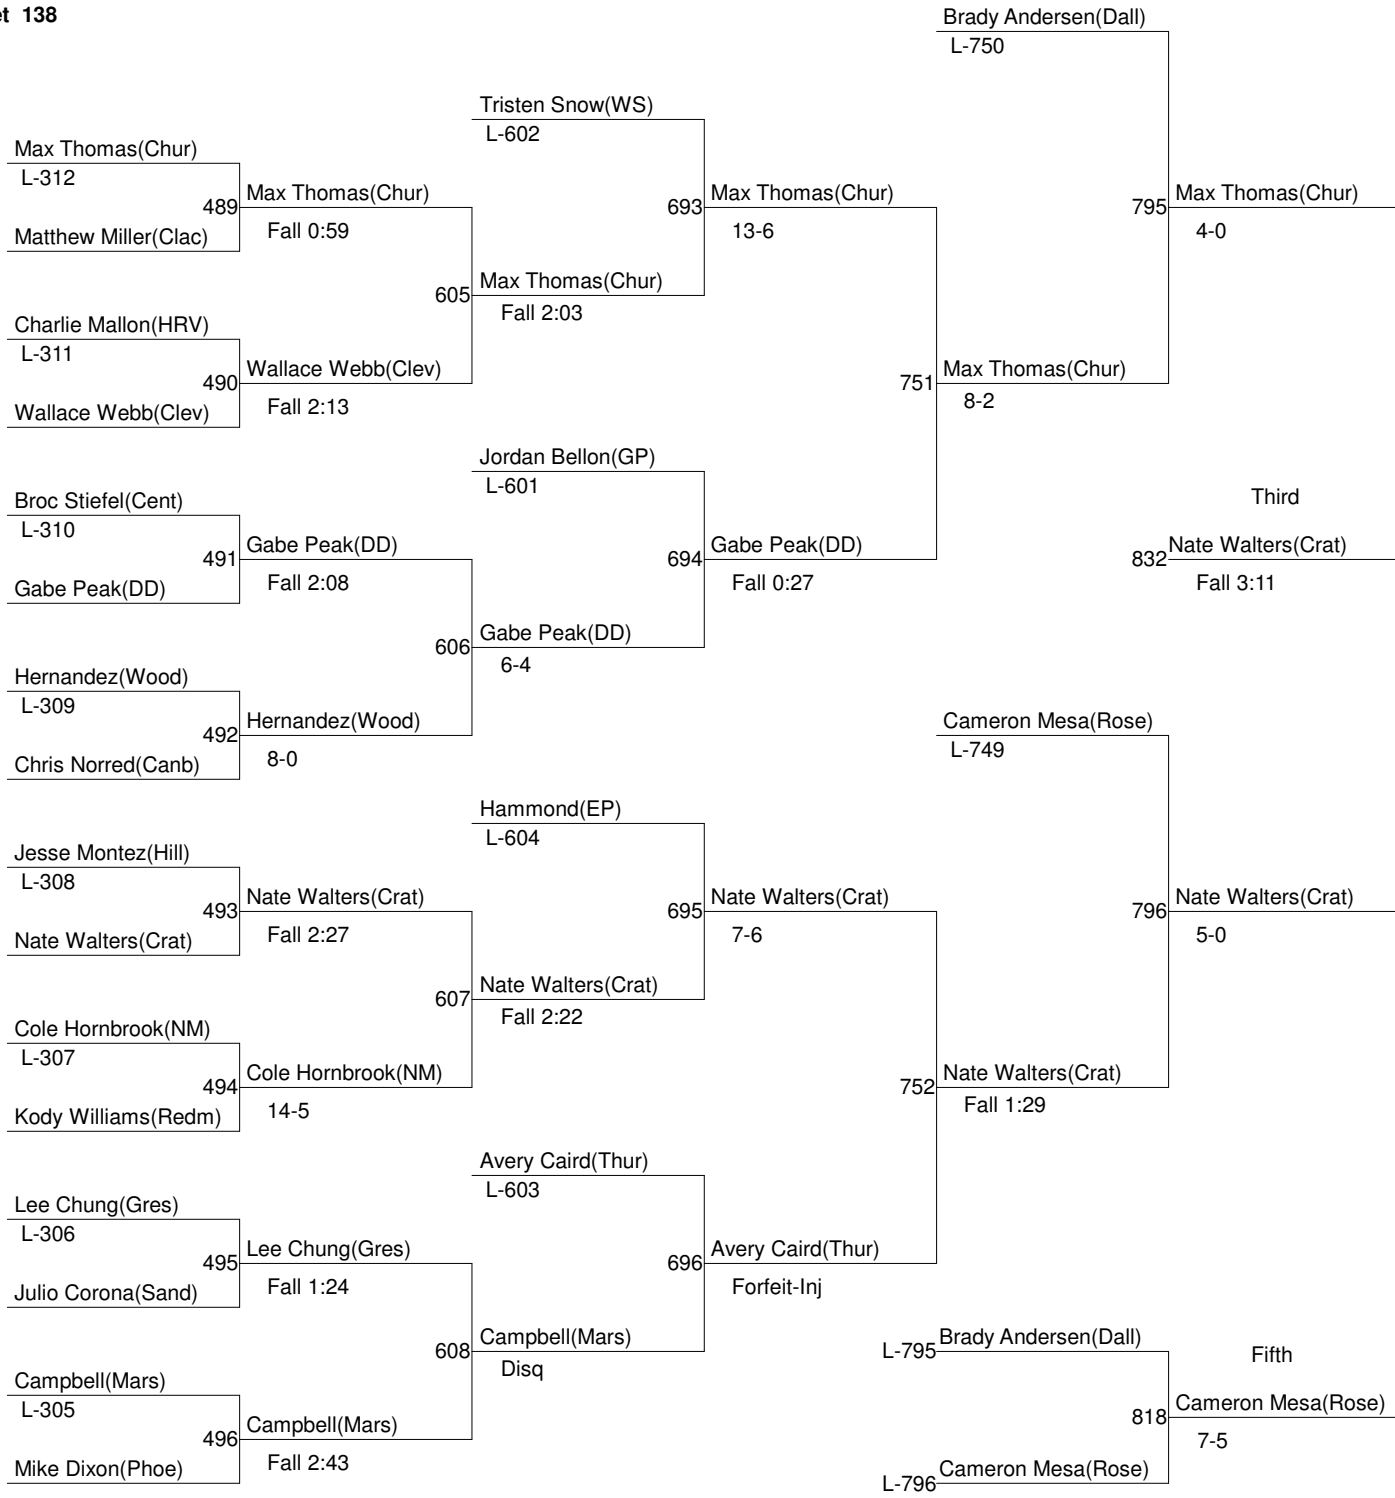 et 138
Brady Andersen(Dall)
L-750
Tristen Snow(WS)
L-602
Max Thomas(Chur)
L-312
489
Max Thomas(Chur)
Fall 0:59
Matthew Miller(Clac)
693
Max Thomas(Chur)
13-6
795
Max Thomas(Chur)
4-0
605
Max Thomas(Chur)
Fall 2:03
Charlie Mallon(HRV)
L-311
490
Wallace Webb(Clev)
Fall 2:13
Wallace Webb(Clev)
751
Max Thomas(Chur)
8-2
Jordan Bellon(GP)
L-601
Broc Stiefel(Cent)
L-310
491
Gabe Peak(DD)
Fall 2:08
Gabe Peak(DD)
694
Gabe Peak(DD)
Fall 0:27
Third
832
Nate Walters(Crat)
Fall 3:11
606
Gabe Peak(DD)
6-4
Hernandez(Wood)
L-309
492
Hernandez(Wood)
8-0
Chris Norred(Canb)
Cameron Mesa(Rose)
L-749
Hammond(EP)
L-604
Jesse Montez(Hill)
L-308
493
Nate Walters(Crat)
Fall 2:27
Nate Walters(Crat)
695
Nate Walters(Crat)
7-6
796
Nate Walters(Crat)
5-0
607
Nate Walters(Crat)
Fall 2:22
Cole Hornbrook(NM)
L-307
494
Cole Hornbrook(NM)
14-5
Kody Williams(Redm)
752
Nate Walters(Crat)
Fall 1:29
Avery Caird(Thur)
L-603
Lee Chung(Gres)
L-306
495
Lee Chung(Gres)
Fall 1:24
Julio Corona(Sand)
696
Avery Caird(Thur)
Forfeit-Inj
608
Campbell(Mars)
Disq
Campbell(Mars)
L-305
496
Campbell(Mars)
Fall 2:43
Mike Dixon(Phoe)
L-795
Brady Andersen(Dall)
Fifth
818
Cameron Mesa(Rose)
7-5
L-796
Cameron Mesa(Rose)